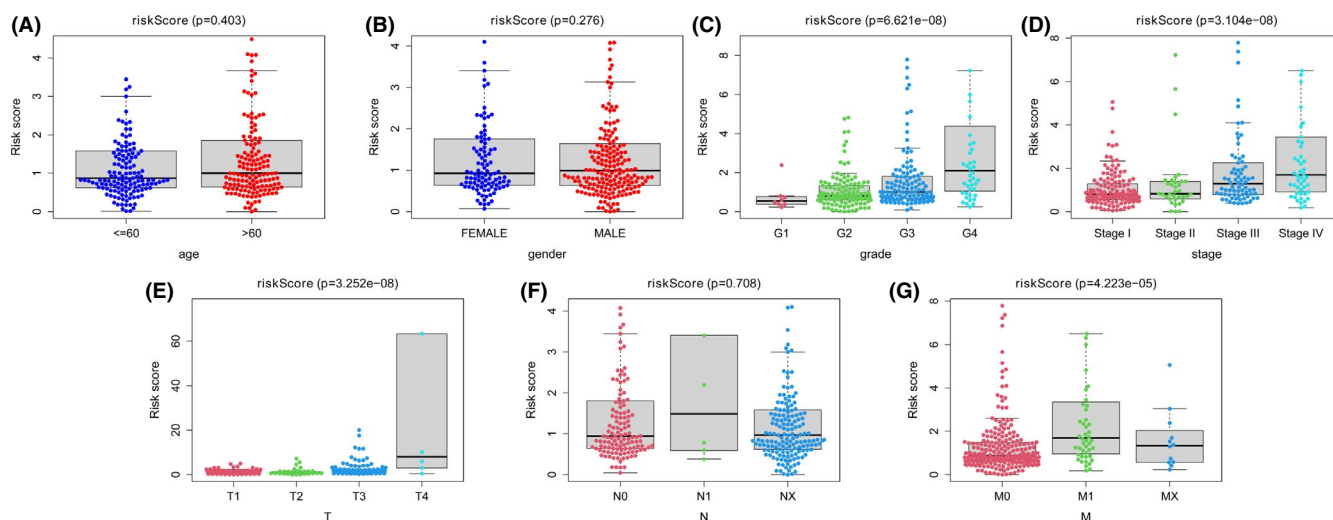 (A)
riskScore (p=0.403)
Risk score
0
1
2
3
4
<=60
>60
age
(B)
riskScore (p=0.276)
Risk score
0
1
2
3
4
FEMALE
MALE
gender
(C)
riskScore (p=6.621e−08)
Risk score
0
2
4
6
8
G1
G2
G3
G4
grade
(D)
riskScore (p=3.104e−08)
Risk score
0
2
4
6
8
Stage I
Stage II
Stage III
Stage IV
stage
(E)
riskScore (p=3.252e−08)
Risk score
0
20
40
60
T1
T2
T3
T4
T
(F)
riskScore (p=0.708)
Risk score
0
1
2
3
4
N0
N1
NX
N
(G)
riskScore (p=4.223e−05)
Risk score
0
2
4
6
8
M0
M1
MX
M